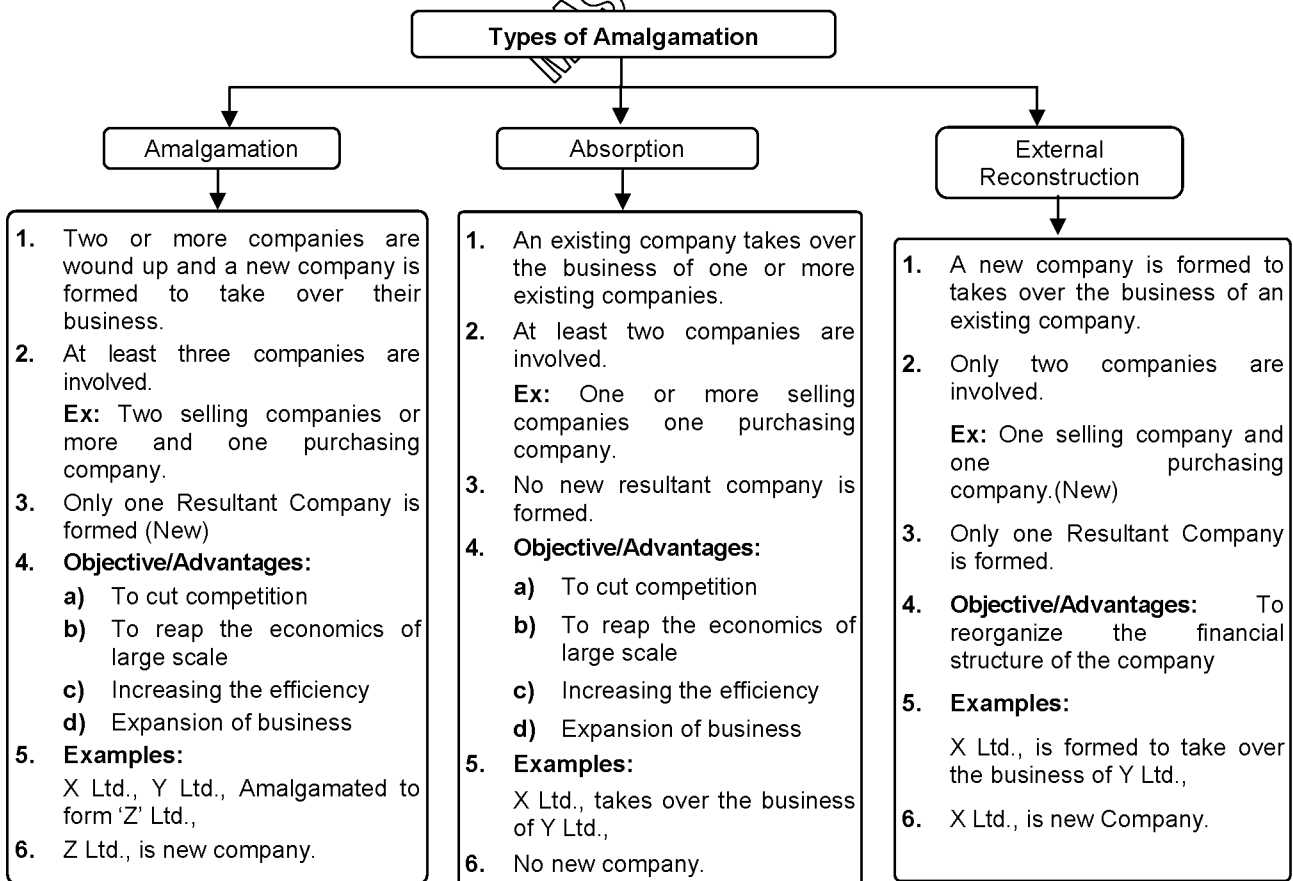 Types of Amalgamation
Amalgamation
1. Two or more companies are
wound up and a new company is
formed to take over their
business.
2. At least three companies are
involved.
Ex: Two selling companies or
more and one purchasing
company.
3. Only one Resultant Company is
formed (New)
4. Objective/Advantages:
a) To cut competition
b) To reap the economics of
large scale
c) Increasing the efficiency
d) Expansion of business
5. Examples:
X Ltd., Y Ltd., Amalgamated to
form ‘Z’ Ltd.,
6. Z Ltd., is new company.
Absorption
1. An existing company takes over
the business of one or more
existing companies.
2. At least two companies are
involved.
Ex: One or more selling
companies one purchasing
company.
3. No new resultant company is
formed.
4. Objective/Advantages:
a) To cut competition
b) To reap the economics of
large scale
c) Increasing the efficiency
d) Expansion of business
5. Examples:
X Ltd., takes over the business
of Y Ltd.,
6. No new company.
External
Reconstruction
1. A new company is formed to
takes over the business of an
existing company.
2. Only two companies are
involved.
Ex: One selling company and
one purchasing
company.(New)
3. Only one Resultant Company
is formed.
4. Objective/Advantages: To
reorganize the financial
structure of the company
5. Examples:
X Ltd., is formed to take over
the business of Y Ltd.,
6. X Ltd., is new Company.